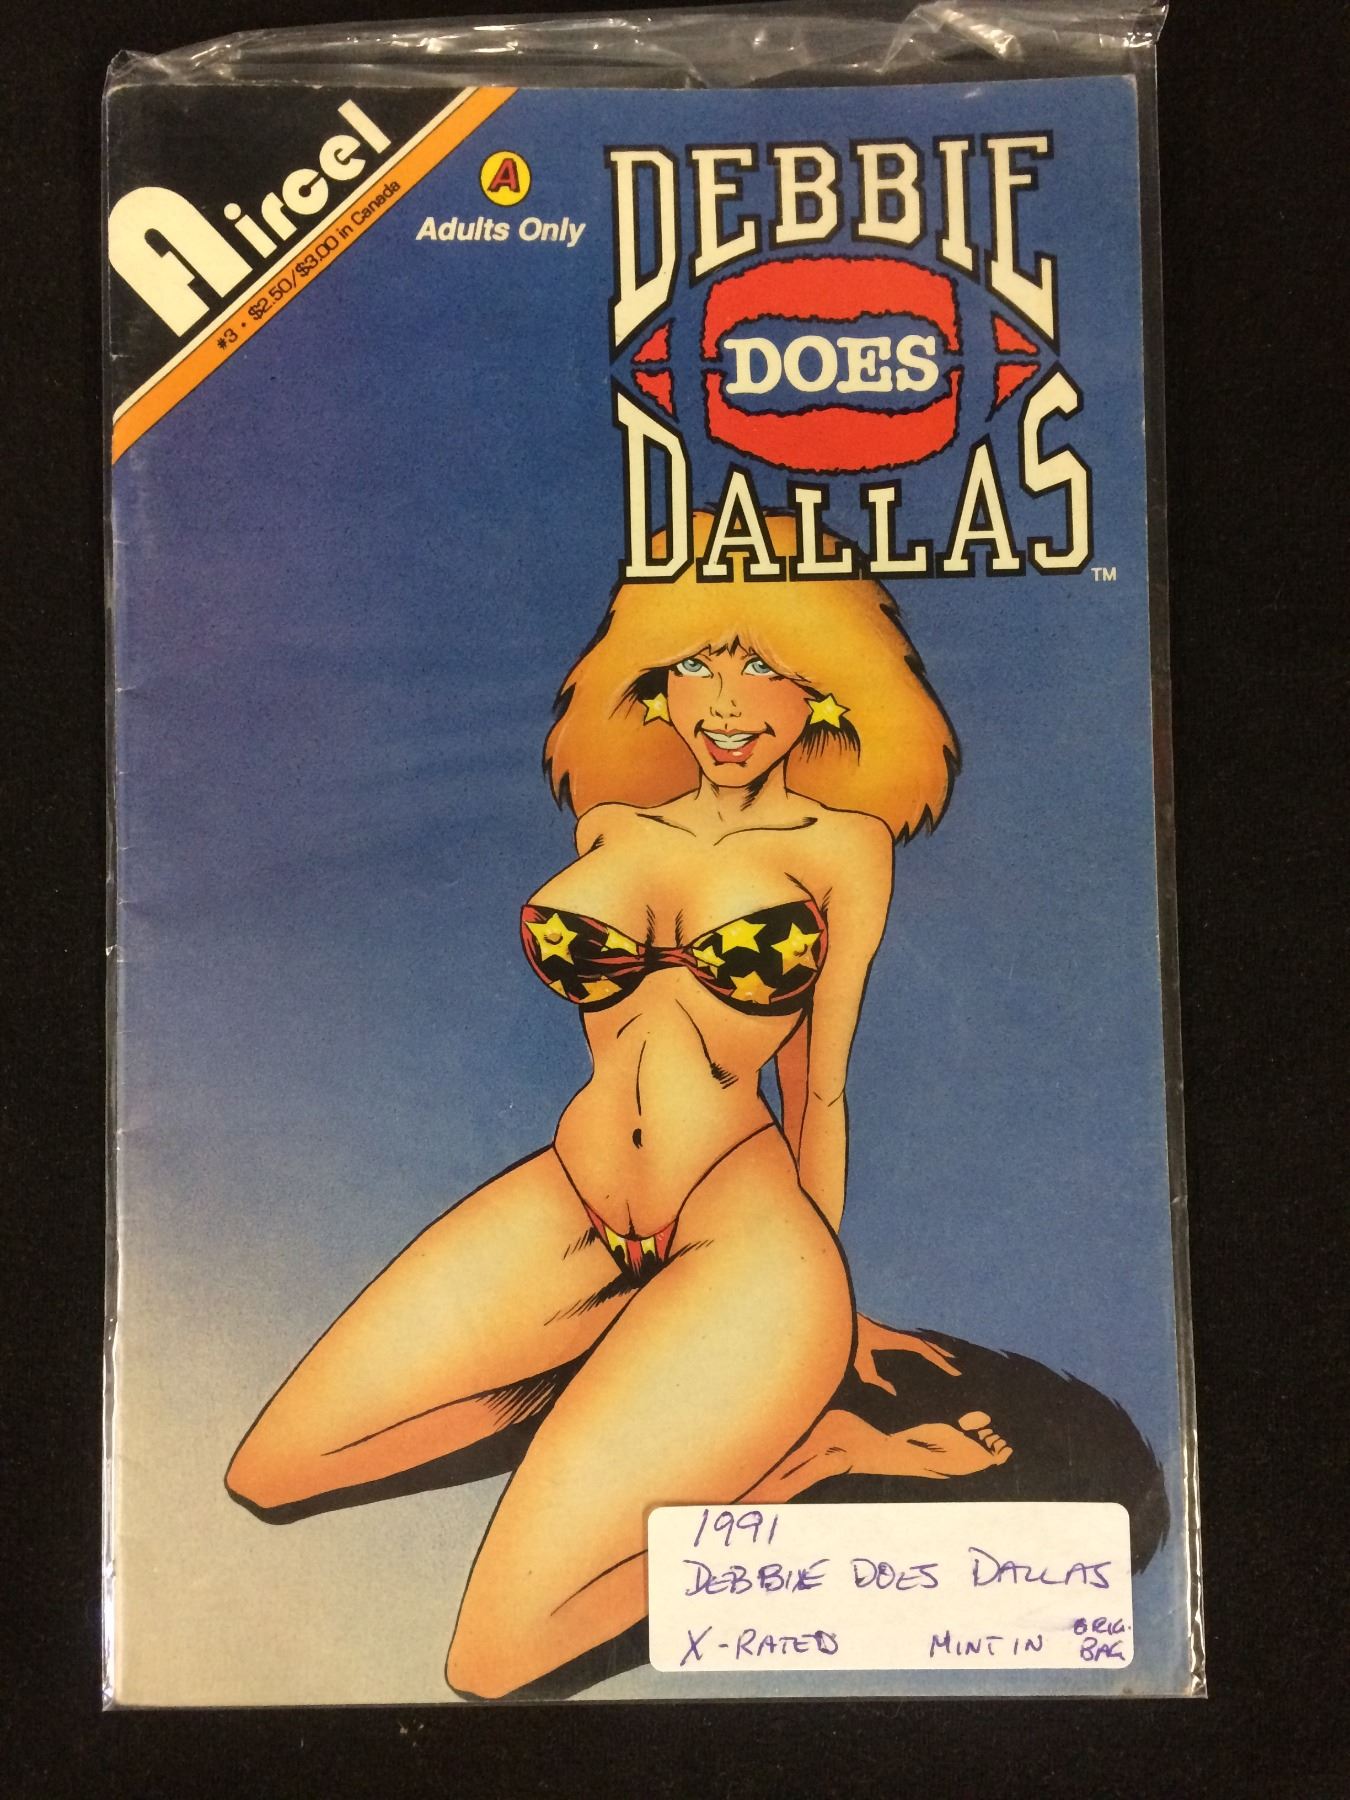 Aircel
#3 • $2.50/$3.00 in Canada
A
Adults Only
DEBBIE
DOES
DALLAS
TM
1991
DEBBIE DOES DALLAS
X-RATED MINT IN ORIG. BAG